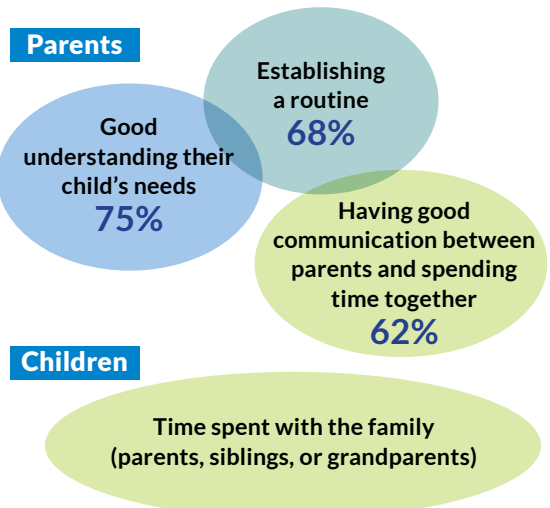 Parents
Establishing
a routine
68%
Good
understanding their
child’s needs
75%
Having good
communication between
parents and spending
time together
62%
Children
Time spent with the family
(parents, siblings, or grandparents)